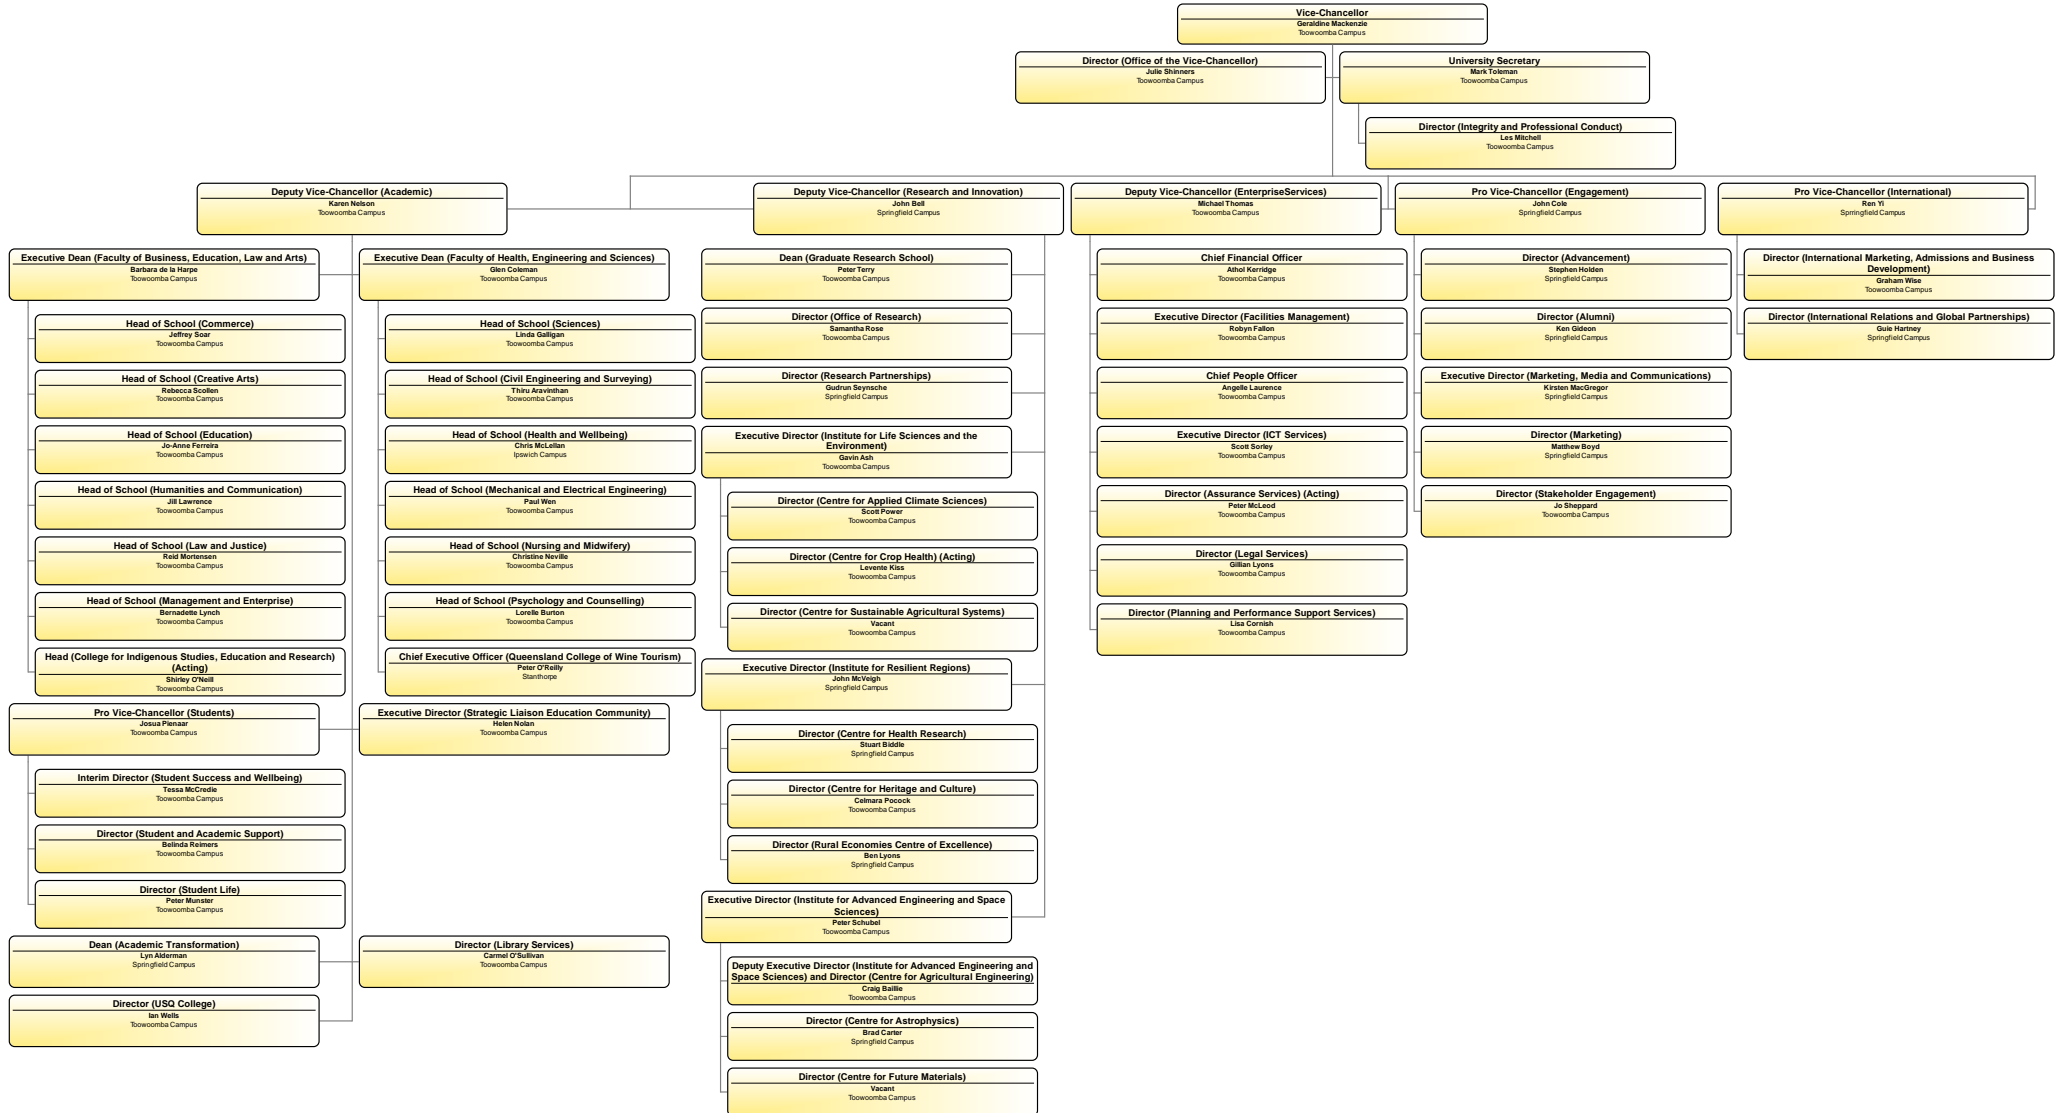 Vice-Chancellor
Geraldine Mackenzie
Toowoomba Campus
Director (Office of the Vice-Chancellor)
Julie Shinners
Toowoomba Campus
University Secretary
Mark Toleman
Toowoomba Campus
Director (Integrity and Professional Conduct)
Les Mitchell
Toowoomba Campus
Deputy Vice-Chancellor (Academic)
Karen Nelson
Toowoomba Campus
Deputy Vice-Chancellor (Research and Innovation)
John Bell
Springfield Campus
Deputy Vice-Chancellor (EnterpriseServices)
Michael Thomas
Toowoomba Campus
Pro Vice-Chancellor (Engagement)
John Cole
Springfield Campus
Pro Vice-Chancellor (International)
Ren Yi
Springfield Campus
Executive Dean (Faculty of Business, Education, Law and Arts)
Barbara de la Harpe
Toowoomba Campus
Head of School (Commerce)
Jeffrey Soar
Toowoomba Campus
Head of School (Creative Arts)
Rebecca Scollen
Toowoomba Campus
Head of School (Education)
Jo-Anne Ferreira
Toowoomba Campus
Head of School (Humanities and Communication)
Jill Lawrence
Toowoomba Campus
Head of School (Law and Justice)
Reid Mortensen
Toowoomba Campus
Head of School (Management and Enterprise)
Bernadette Lynch
Toowoomba Campus
Head (College for Indigenous Studies, Education and Research)
(Acting)
Shirley O'Neill
Toowoomba Campus
Executive Dean (Faculty of Health, Engineering and Sciences)
Glen Coleman
Toowoomba Campus
Head of School (Sciences)
Linda Galligan
Toowoomba Campus
Head of School (Civil Engineering and Surveying)
Thiru Aravinthan
Toowoomba Campus
Head of School (Health and Wellbeing)
Chris McLellan
Ipswich Campus
Head of School (Mechanical and Electrical Engineering)
Paul Wen
Toowoomba Campus
Head of School (Nursing and Midwifery)
Christine Neville
Toowoomba Campus
Head of School (Psychology and Counselling)
Lorelle Burton
Toowoomba Campus
Chief Executive Officer (Queensland College of Wine Tourism)
Peter O'Reilly
Stanthorpe
Pro Vice-Chancellor (Students)
Josua Pienaar
Toowoomba Campus
Interim Director (Student Success and Wellbeing)
Tessa McCredie
Toowoomba Campus
Director (Student and Academic Support)
Belinda Reimers
Toowoomba Campus
Director (Student Life)
Peter Munster
Toowoomba Campus
Executive Director (Strategic Liaison Education Community)
Helen Nolan
Toowoomba Campus
Dean (Academic Transformation)
Lyn Alderman
Springfield Campus
Director (Library Services)
Carmel O'Sullivan
Toowoomba Campus
Director (USQ College)
Ian Wells
Toowoomba Campus
Dean (Graduate Research School)
Peter Terry
Toowoomba Campus
Director (Office of Research)
Samantha Rose
Toowoomba Campus
Director (Research Partnerships)
Gudrun Seynsche
Springfield Campus
Executive Director (Institute for Life Sciences and the
Environment)
Gavin Ash
Toowoomba Campus
Director (Centre for Applied Climate Sciences)
Scott Power
Toowoomba Campus
Director (Centre for Crop Health) (Acting)
Levente Kiss
Toowoomba Campus
Director (Centre for Sustainable Agricultural Systems)
Vacant
Toowoomba Campus
Executive Director (Institute for Resilient Regions)
John McVeigh
Springfield Campus
Director (Centre for Health Research)
Stuart Biddle
Springfield Campus
Director (Centre for Heritage and Culture)
Celmara Pocock
Toowoomba Campus
Director (Rural Economies Centre of Excellence)
Ben Lyons
Springfield Campus
Executive Director (Institute for Advanced Engineering and Space
Sciences)
Peter Schubel
Toowoomba Campus
Deputy Executive Director (Institute for Advanced Engineering and
Space Sciences) and Director (Centre for Agricultural Engineering)
Craig Baillie
Toowoomba Campus
Director (Centre for Astrophysics)
Brad Carter
Springfield Campus
Director (Centre for Future Materials)
Vacant
Toowoomba Campus
Chief Financial Officer
Athol Kerridge
Toowoomba Campus
Executive Director (Facilities Management)
Robyn Fallon
Toowoomba Campus
Chief People Officer
Angelle Laurence
Toowoomba Campus
Executive Director (ICT Services)
Scott Sorley
Toowoomba Campus
Director (Assurance Services) (Acting)
Peter McLeod
Toowoomba Campus
Director (Legal Services)
Gillian Lyons
Toowoomba Campus
Director (Planning and Performance Support Services)
Lisa Cornish
Toowoomba Campus
Director (Advancement)
Stephen Holden
Springfield Campus
Director (Alumni)
Ken Gideon
Springfield Campus
Executive Director (Marketing, Media and Communications)
Kirsten MacGregor
Springfield Campus
Director (Marketing)
Matthew Boyd
Springfield Campus
Director (Stakeholder Engagement)
Jo Sheppard
Toowoomba Campus
Director (International Marketing, Admissions and Business
Development)
Graham Wise
Toowoomba Campus
Director (International Relations and Global Partnerships)
Guie Hartney
Springfield Campus